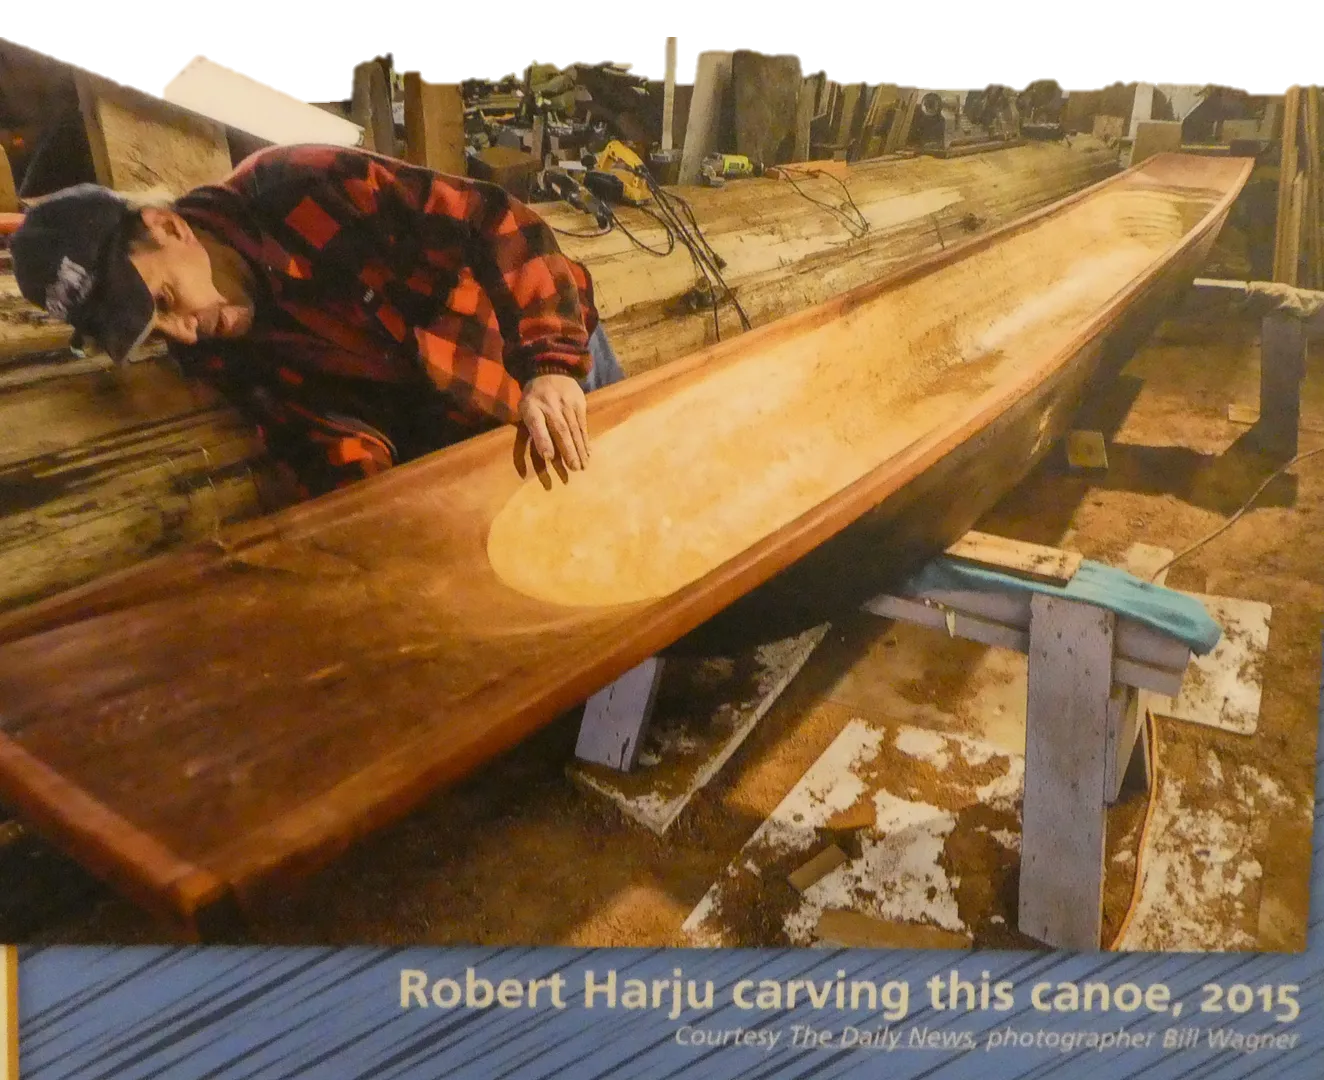 Robert Harju carving this canoe, 2015
Courtesy The Daily News, photographer Bill Wagner